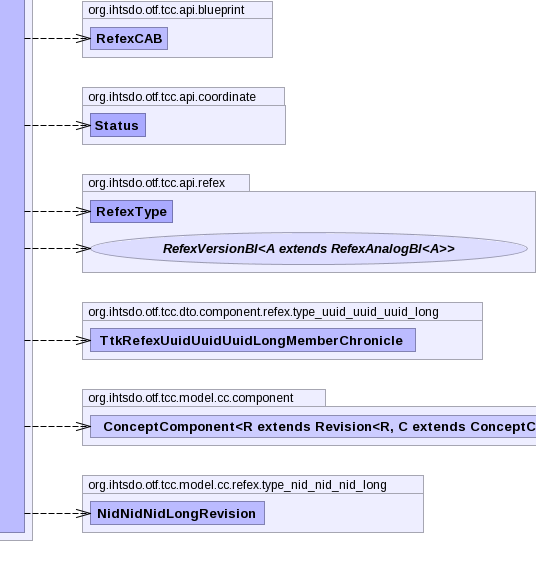 org.ihtsdo.otf.tcc.api.blueprint
RefexCAB
org.ihtsdo.otf.tcc.api.coordinate
Status
org.ihtsdo.otf.tcc.api.refex
RefexType
RefexVersionBI<A extends RefexAnalogBI<A>>
org.ihtsdo.otf.tcc.dto.component.refex.type_uuid_uuid_uuid_long
TtkRefexUuidUuidUuidLongMemberChronicle
org.ihtsdo.otf.tcc.model.cc.component
ConceptComponent<R extends Revision<R, C extends ConceptC
org.ihtsdo.otf.tcc.model.cc.refex.type_nid_nid_nid_long
NidNidNidLongRevision